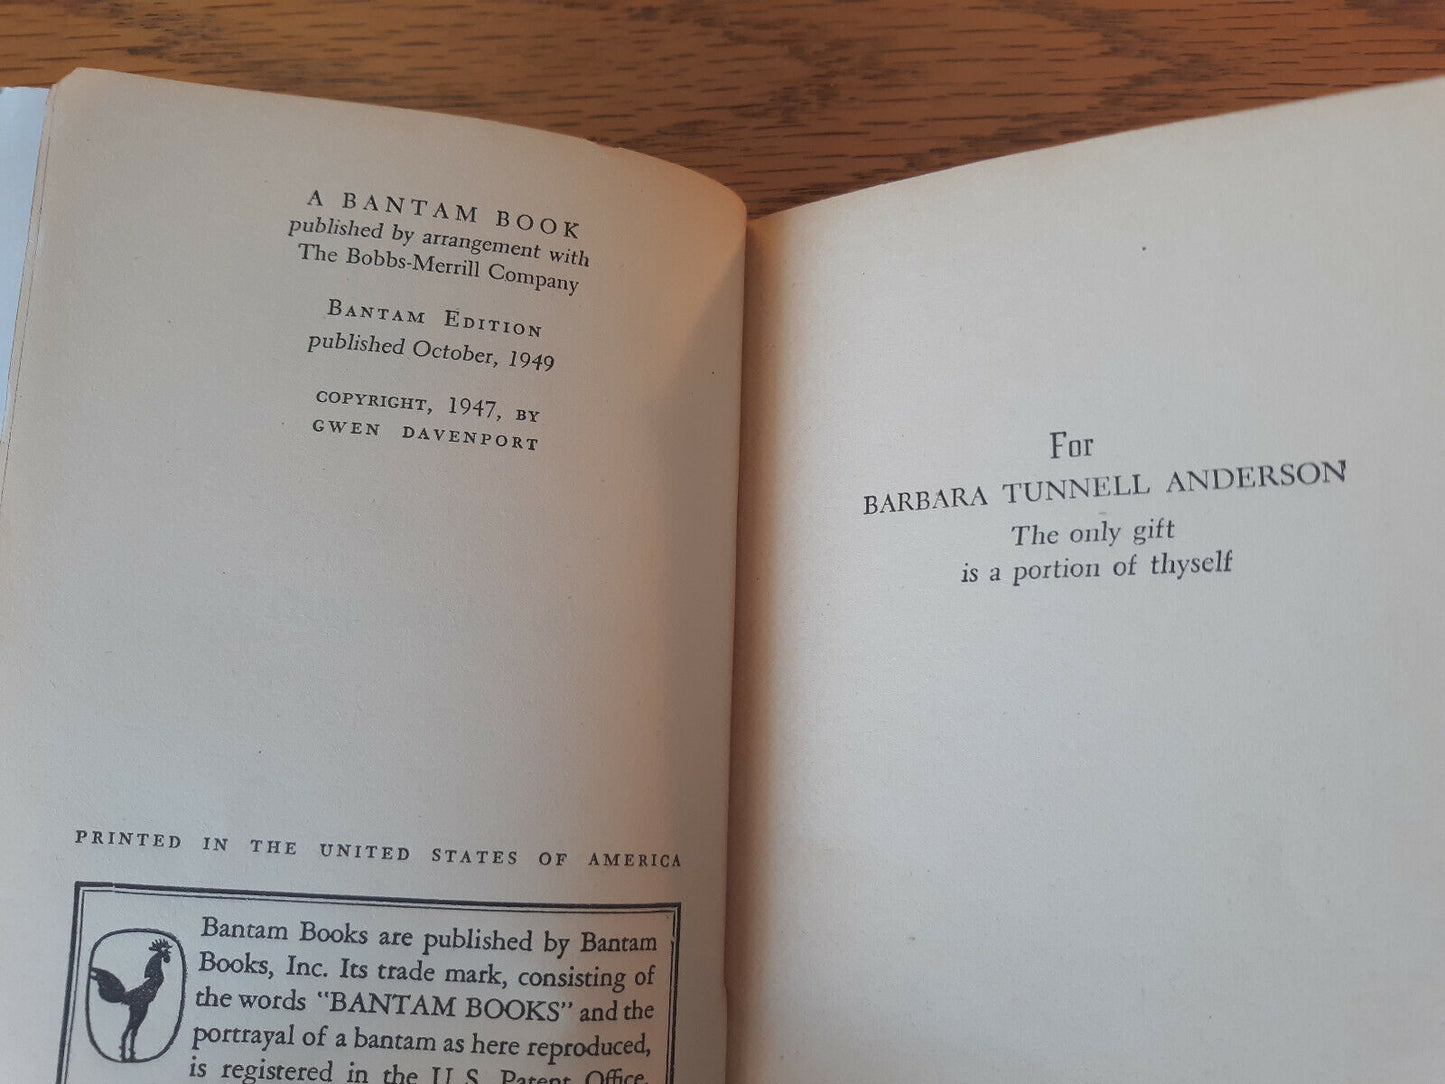 A BANTAM BOOK
published by arrangement with
The Bobbs-Merrill Company
BANTAM EDITION
published October, 1949
COPYRIGHT, 1947, BY
GWEN DAVENPORT
PRINTED IN THE UNITED STATES OF AMERICA
Bantam Books are published by Bantam
Books, Inc. Its trade mark, consisting of
the words "BANTAM BOOKS" and the
portrayal of a bantam as here reproduced,
is registered in the U.S. Patent Office.
For
BARBARA TUNNELL ANDERSON
The only gift
is a portion of thyself